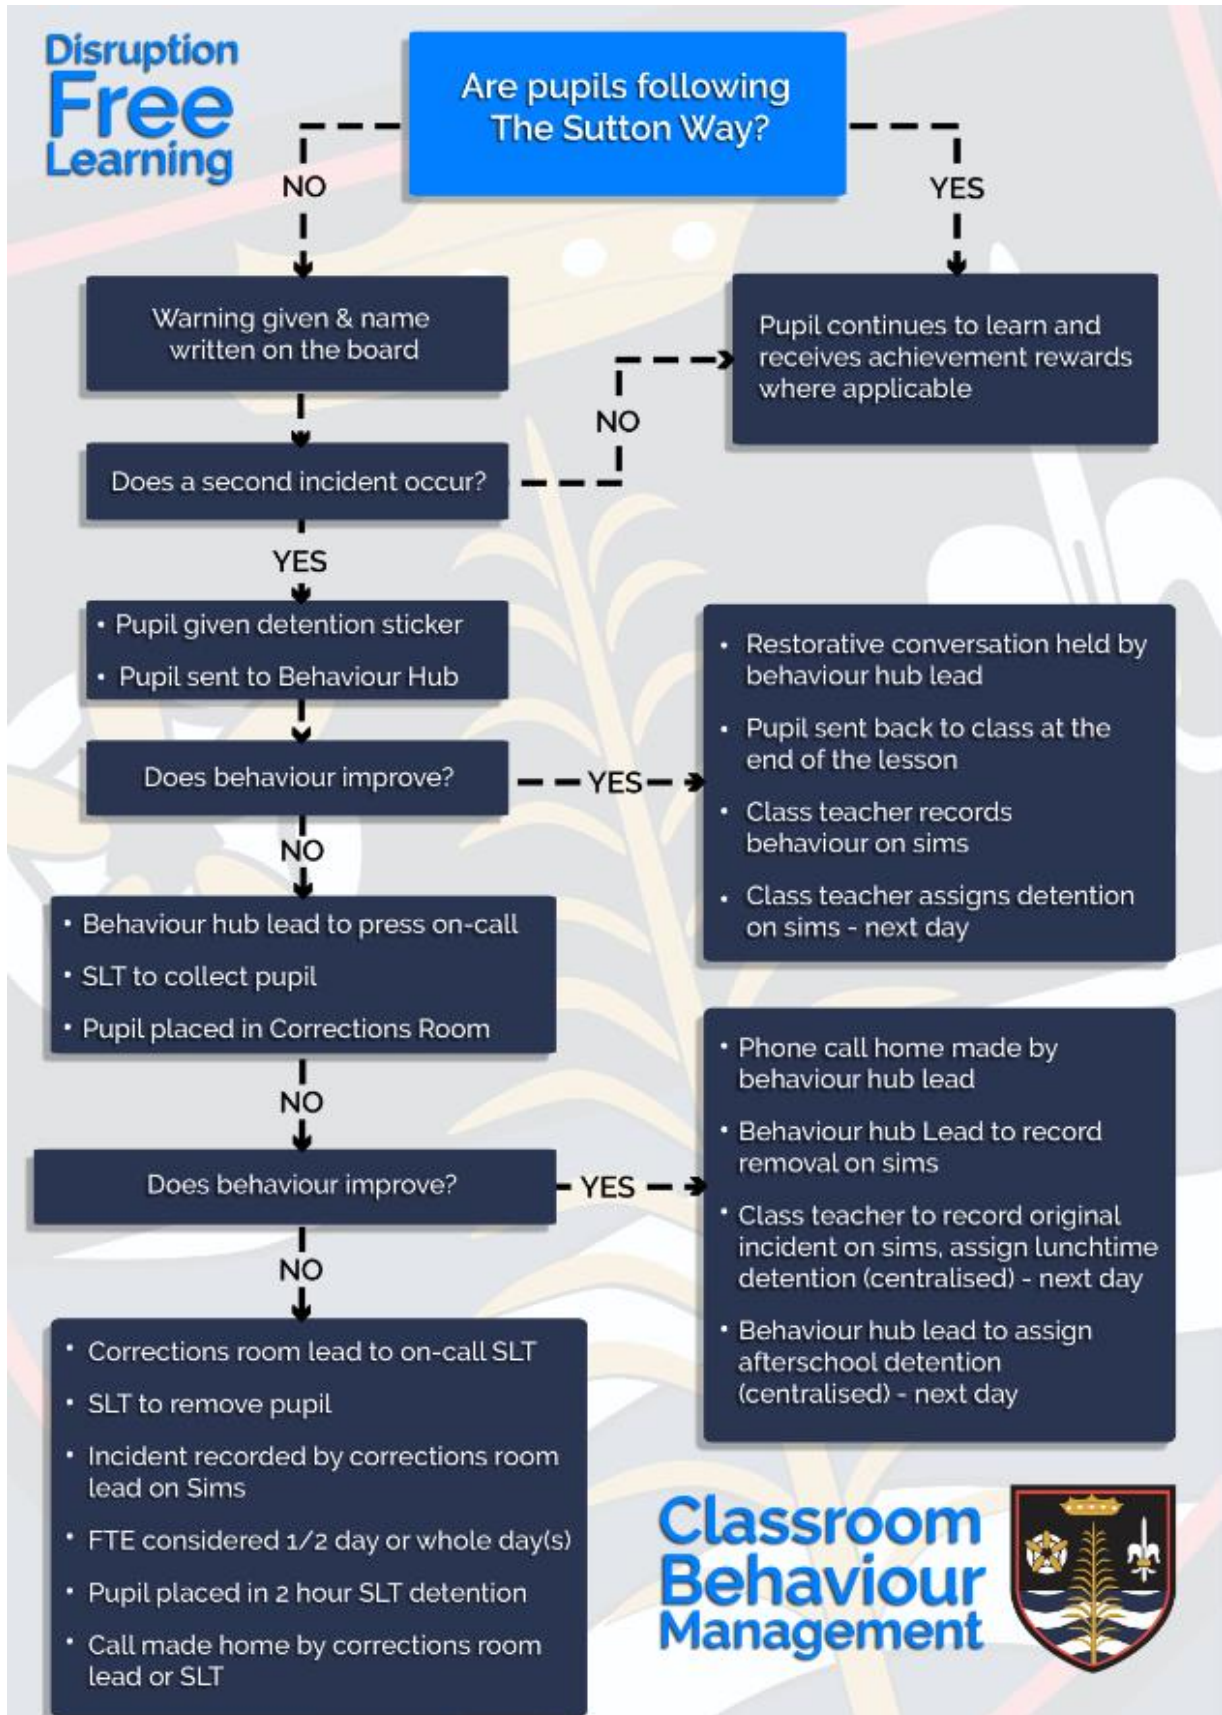 Disruption
Free
Learning
Are pupils following
The Sutton Way?
NO
YES
Warning given & name
written on the board
Pupil continues to learn and
receives achievement rewards
where applicable
NO
Does a second incident occur?
YES
• Pupil given detention sticker
• Pupil sent to Behaviour Hub
Does behaviour improve?
YES
• Restorative conversation held by
behaviour hub lead
• Pupil sent back to class at the
end of the lesson
• Class teacher records
behaviour on sims
• Class teacher assigns detention
on sims - next day
NO
• Behaviour hub lead to press on-call
• SLT to collect pupil
• Pupil placed in Corrections Room
NO
Does behaviour improve?
YES
• Phone call home made by
behaviour hub lead
• Behaviour hub Lead to record
removal on sims
• Class teacher to record original
incident on sims, assign lunchtime
detention (centralised) - next day
• Behaviour hub lead to assign
afterschool detention
(centralised) - next day
NO
• Corrections room lead to on-call SLT
• SLT to remove pupil
• Incident recorded by corrections room
lead on Sims
• FTE considered 1/2 day or whole day(s)
• Pupil placed in 2 hour SLT detention
• Call made home by corrections room
lead or SLT
Classroom
Behaviour
Management